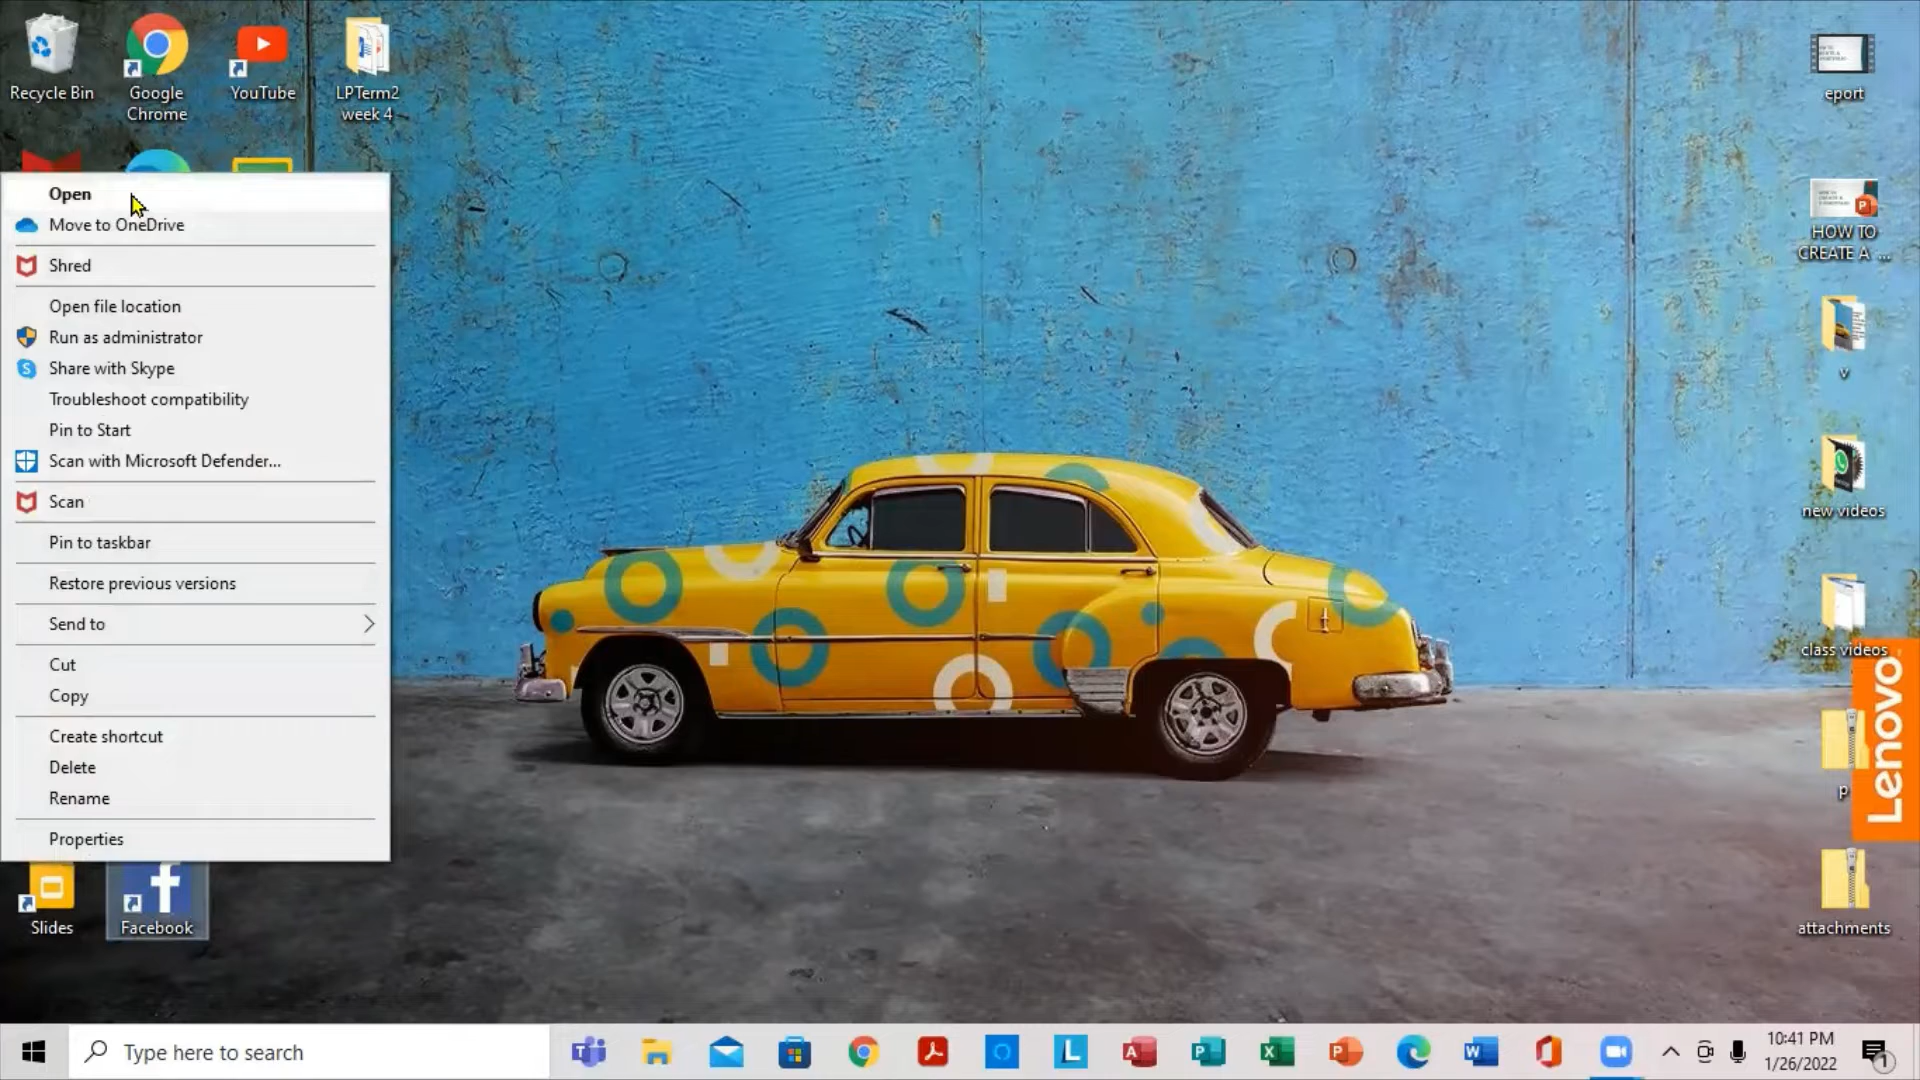 Recycle Bin
Google
Chrome
YouTube
LPTerm2
week 4
Open
Move to OneDrive
Shred
Open file location
Run as administrator
Share with Skype
Troubleshoot compatibility
Pin to Start
Scan with Microsoft Defender...
Scan
Pin to taskbar
Restore previous versions
Send to
Cut
Copy
Create shortcut
Delete
Rename
Properties
Slides
Facebook
eport
HOW TO
CREATE A ...
v
new videos
class videos
p
Lenovo
attachments
Type here to search
10:41 PM
1/26/2022
1